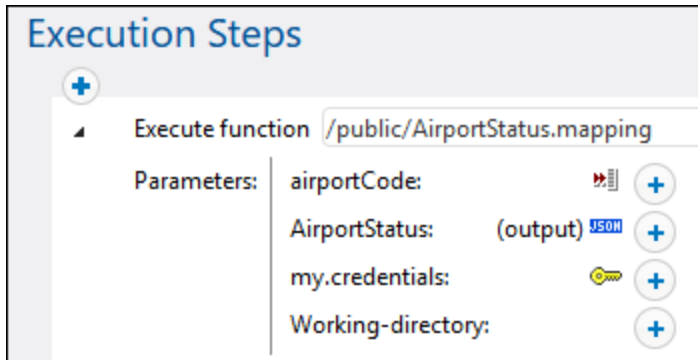 Execution Steps
Execute function /public/AirportStatus.mapping
Parameters: airportCode:
AirportStatus: (output) JSON
my.credentials:
Working-directory: